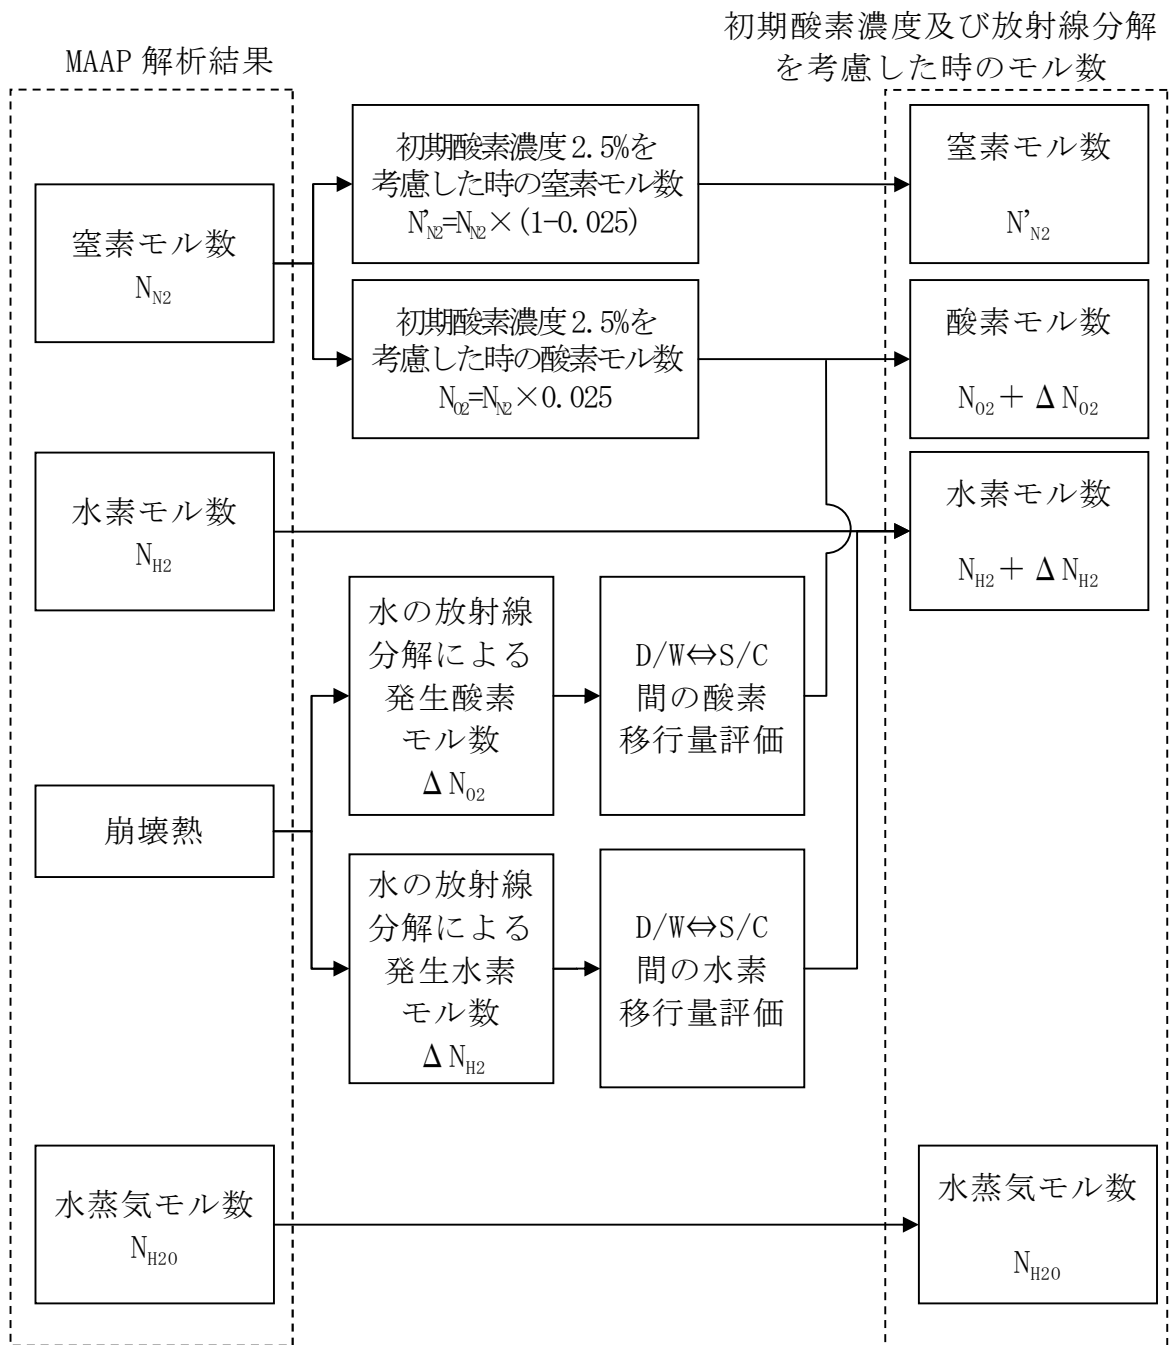 MAAP 解析結果
初期酸素濃度及び放射線分解
を考慮した時のモル数
窒素モル数
N_N2
初期酸素濃度2.5%を
考慮した時の窒素モル数
N'_N2=N_N2×(1-0.025)
窒素モル数
N'_N2
初期酸素濃度2.5%を
考慮した時の酸素モル数
N_O2=N_N2×0.025
酸素モル数
N_O2+ΔN_O2
水素モル数
N_H2
水素モル数
N_H2+ΔN_H2
水の放射線
分解による
発生酸素
モル数
ΔN_O2
D/W⇔S/C
間の酸素
移行量評価
崩壊熱
水の放射線
分解による
発生水素
モル数
ΔN_H2
D/W⇔S/C
間の水素
移行量評価
水蒸気モル数
N_H2O
水蒸気モル数
N_H2O